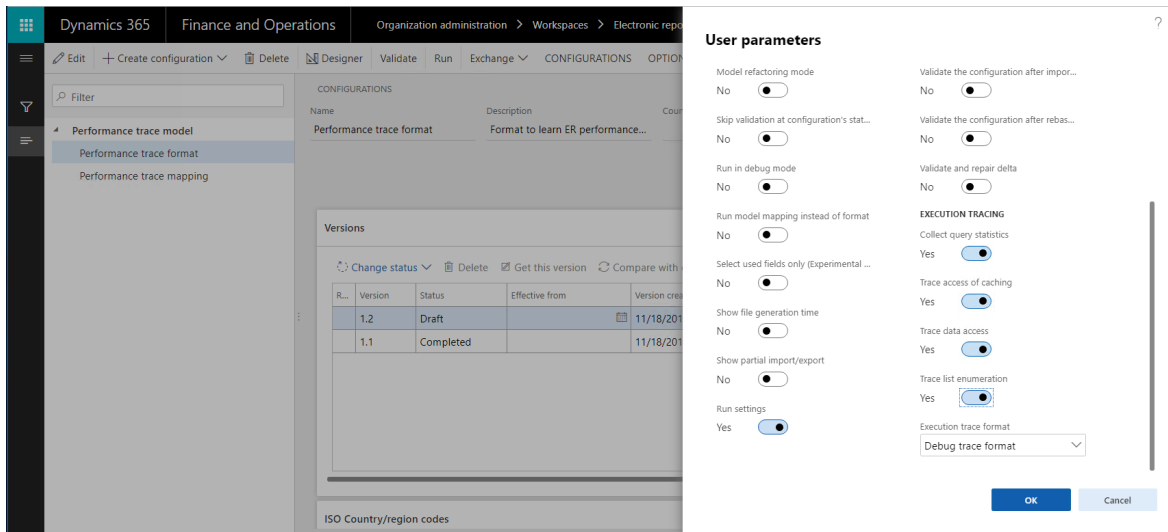 Dynamics 365
Finance and Operations
Organization administration > Workspaces > Electronic repo
Edit
Create configuration
Delete
Designer
Validate
Run
Exchange
CONFIGURATIONS
OPTION
Filter
Performance trace model
Performance trace format
Performance trace mapping
CONFIGURATIONS
Name
Description
Coun
Performance trace format
Format to learn ER performance...
Versions
Change status
Delete
Get this version
Compare with
R... Version Status Effective from Version crea
1.2 Draft 11/18/201
1.1 Completed 11/18/201
ISO Country/region codes
?
User parameters
Model refactoring mode
No
Skip validation at configuration's stat...
No
Run in debug mode
No
Run model mapping instead of format
No
Select used fields only (Experimental ...
No
Show file generation time
No
Show partial import/export
No
Run settings
Yes
Validate the configuration after impor...
No
Validate the configuration after rebas...
No
Validate and repair delta
No
EXECUTION TRACING
Collect query statistics
Yes
Trace access of caching
Yes
Trace data access
Yes
Trace list enumeration
Yes
Execution trace format
Debug trace format
OK
Cancel